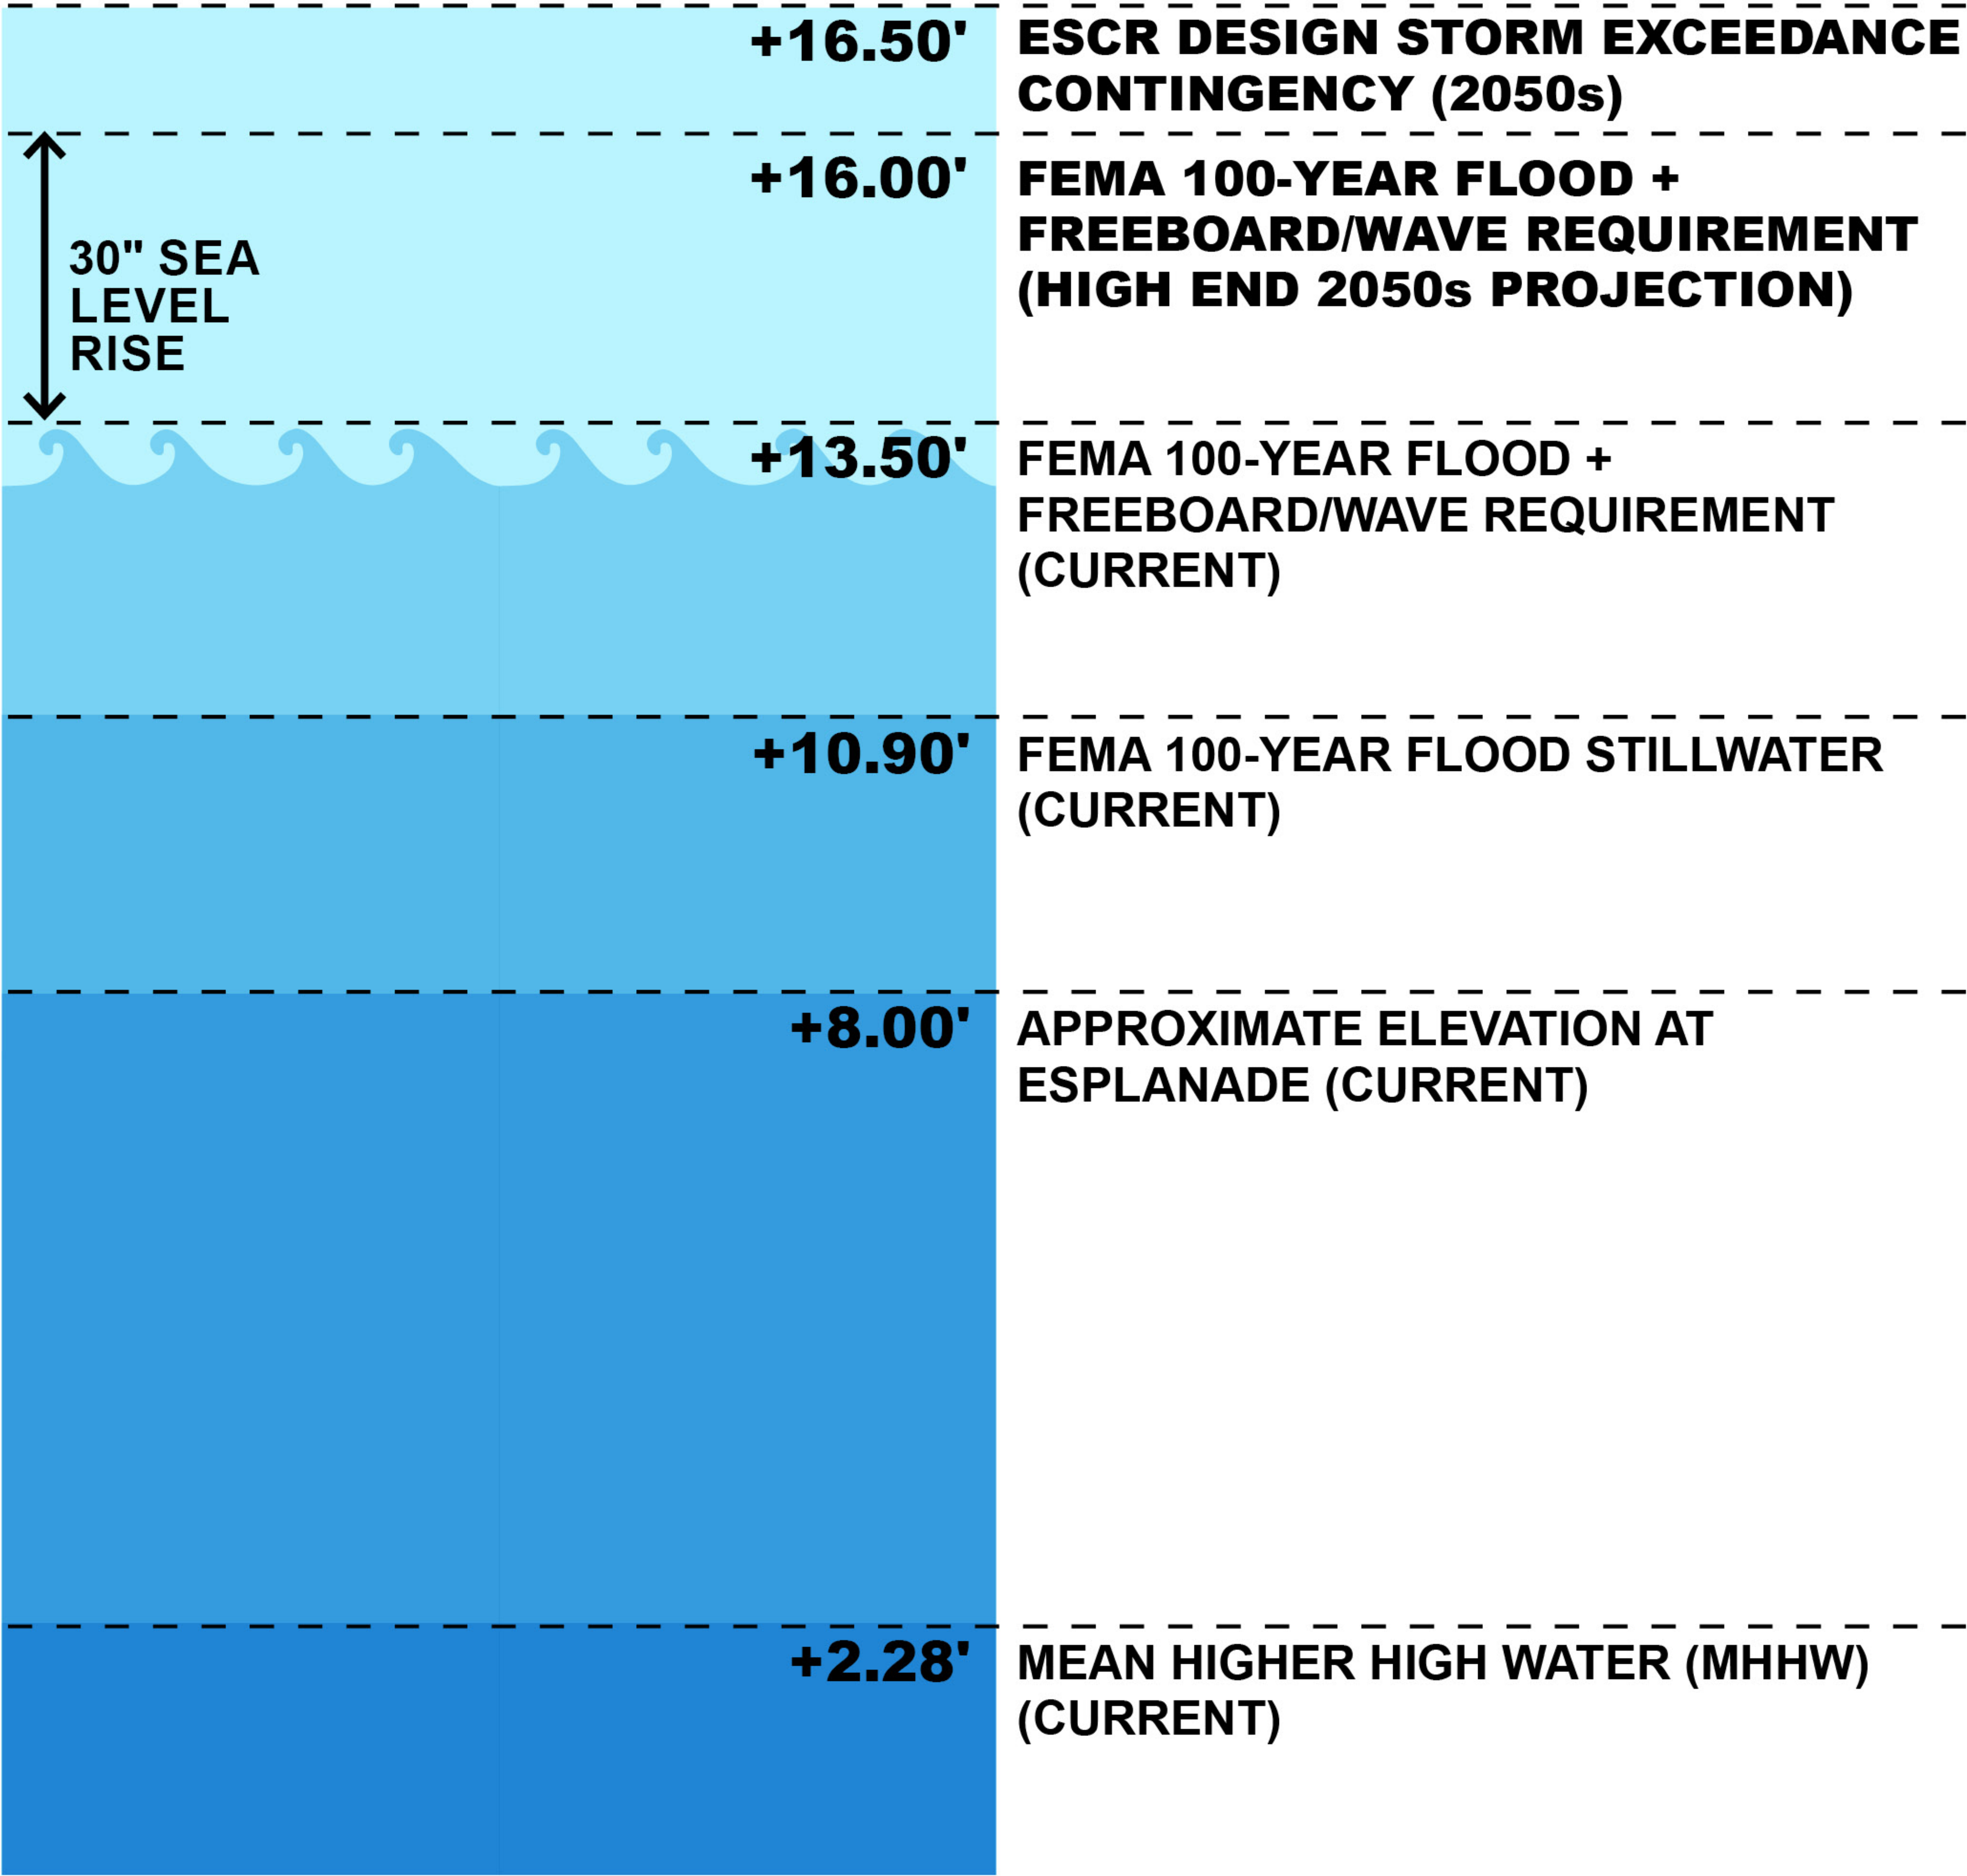 +16.50'
ESCR DESIGN STORM EXCEEDANCE
CONTINGENCY (2050s)
+16.00'
FEMA 100-YEAR FLOOD +
FREEBOARD/WAVE REQUIREMENT
(HIGH END 2050s PROJECTION)
30" SEA
LEVEL
RISE
+13.50'
FEMA 100-YEAR FLOOD +
FREEBOARD/WAVE REQUIREMENT
(CURRENT)
+10.90'
FEMA 100-YEAR FLOOD STILLWATER
(CURRENT)
+8.00'
APPROXIMATE ELEVATION AT
ESPLANADE (CURRENT)
+2.28'
MEAN HIGHER HIGH WATER (MHHW)
(CURRENT)